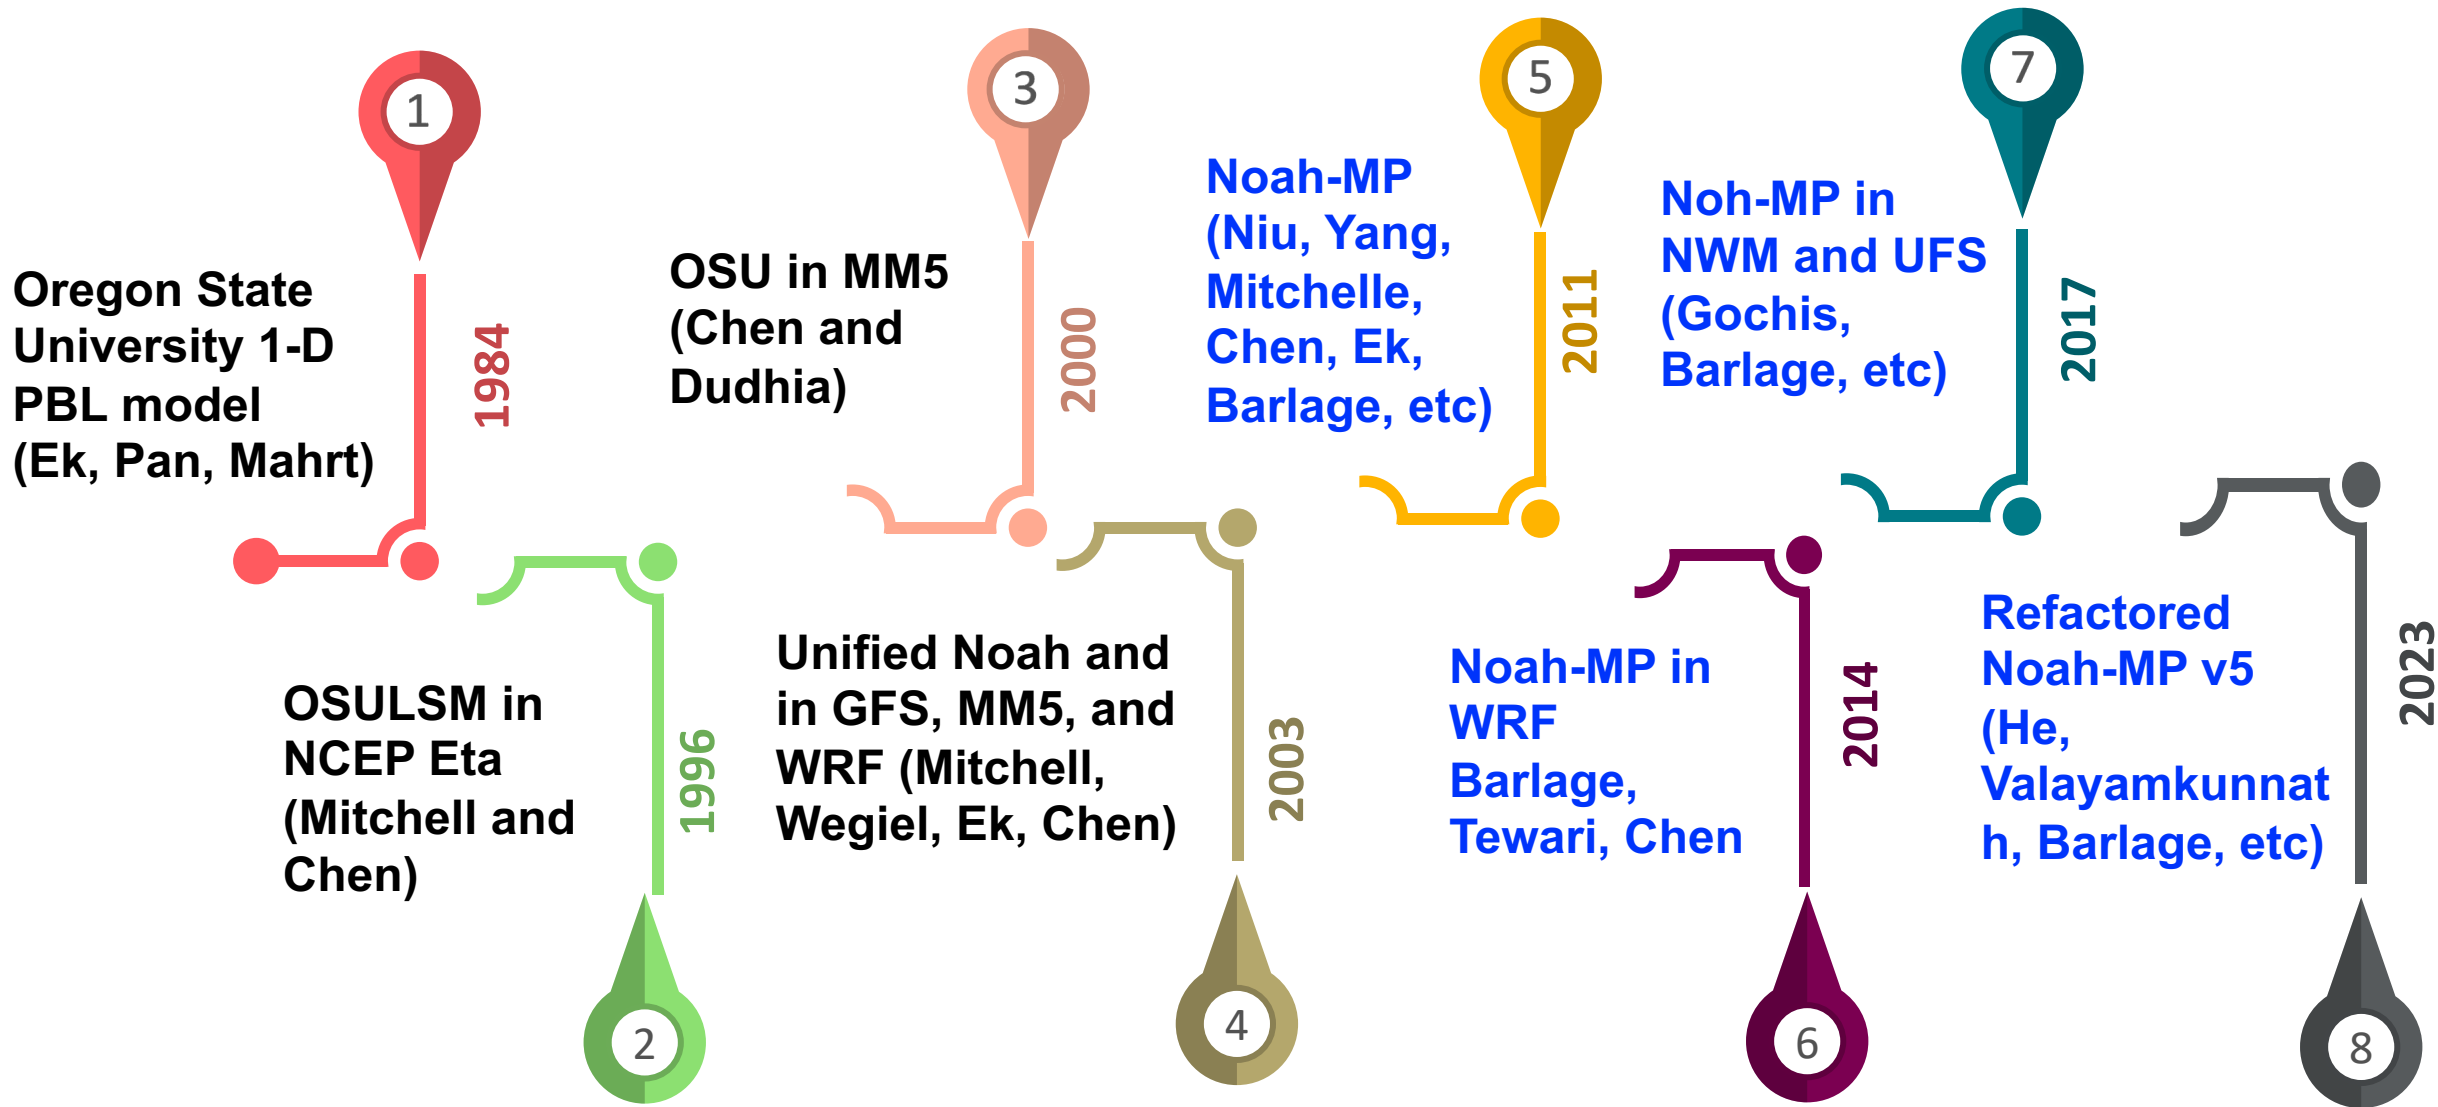 1
Oregon State
University 1-D
PBL model
(Ek, Pan, Mahrt)
1984
OSULSM in
NCEP Eta
(Mitchell and
Chen)
1996
2
3
OSU in MM5
(Chen and
Dudhia)
2000
Unified Noah and
in GFS, MM5, and
WRF (Mitchell,
Wegiel, Ek, Chen)
2003
4
5
Noah-MP
(Niu, Yang,
Mitchelle,
Chen, Ek,
Barlage, etc)
2011
Noah-MP in
WRF
Barlage,
Tewari, Chen
2014
6
7
Noh-MP in
NWM and UFS
(Gochis,
Barlage, etc)
2017
Refactored
Noah-MP v5
(He,
Valayamkunnat
h, Barlage, etc)
2023
8